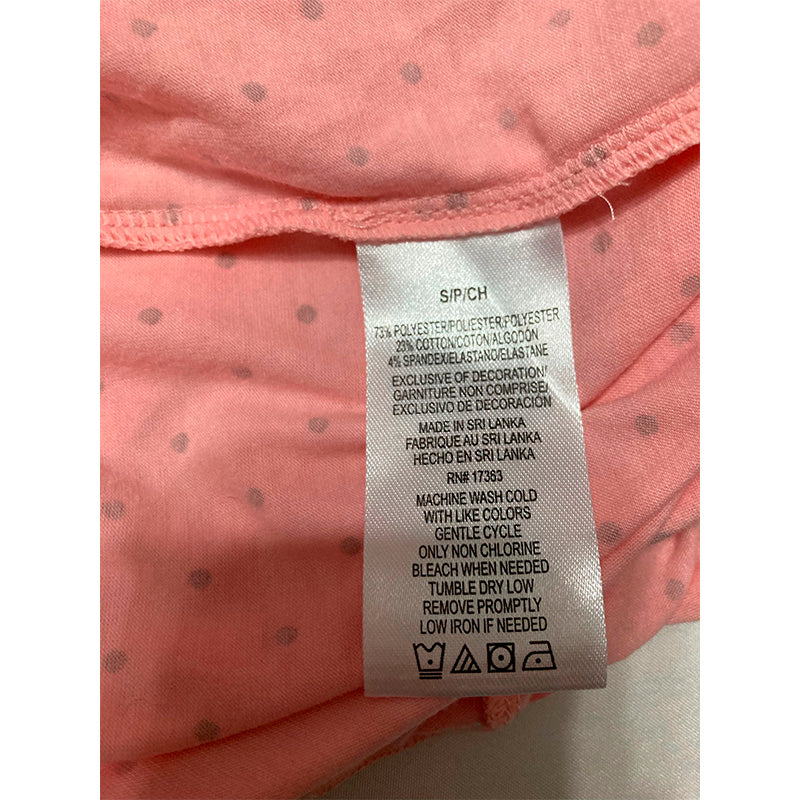 S/P/CH
73% POLYESTER/POLIESTER/POLYESTER
23% COTTON/COTON/ALGODÓN
4% SPANDEX/ELASTANO/ELASTANE
EXCLUSIVE OF DECORATION/
GARNITURE NON COMPRISE/
EXCLUSIVO DE DECORACIÓN
MADE IN SRI LANKA
FABRIQUE AU SRI LANKA
HECHO EN SRI LANKA
RN# 17363
MACHINE WASH COLD
WITH LIKE COLORS
GENTLE CYCLE
ONLY NON CHLORINE
BLEACH WHEN NEEDED
TUMBLE DRY LOW
REMOVE PROMPTLY
LOW IRON IF NEEDED